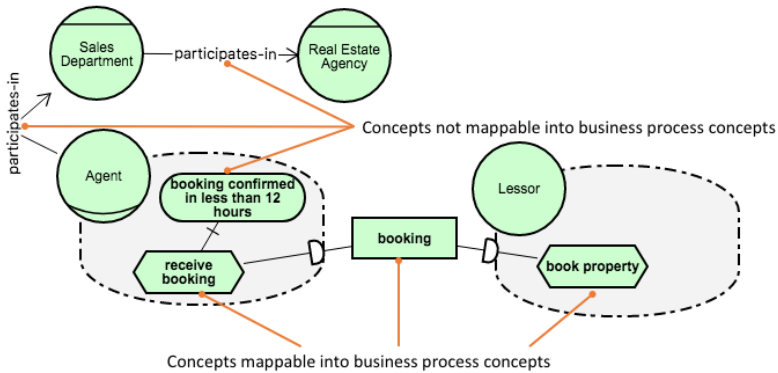 Sales
Department
participates-in
Real Estate
Agency
participates-in
Concepts not mappable into business process concepts
Agent
booking confirmed
in less than 12
hours
Lessor
booking
receive
booking
book property
Concepts mappable into business process concepts